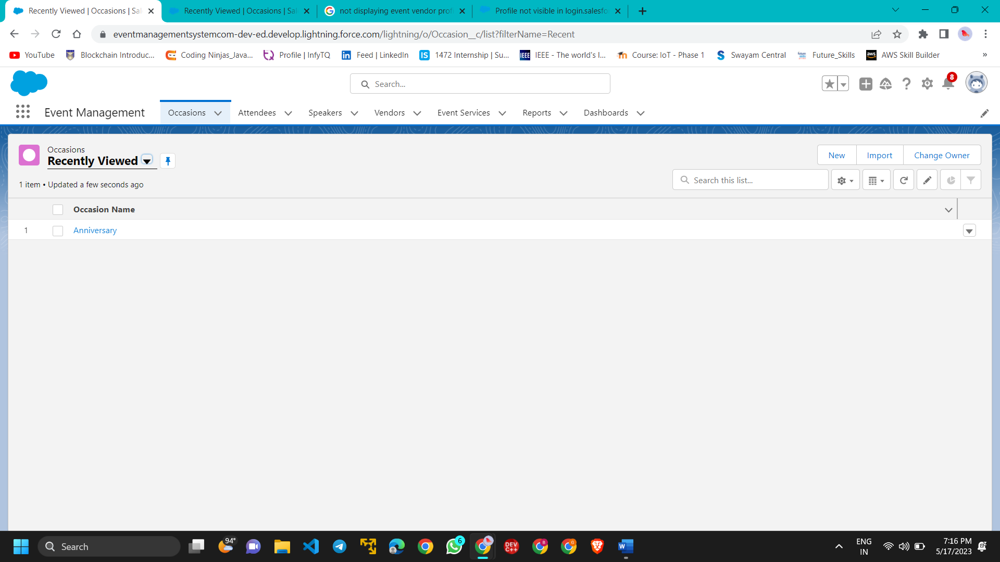 Recently Viewed | Occasions | Sal
Recently Viewed | Occasions | Sal
not displaying event vendor profi
Profile not visible in login.salesfo
eventmanagementsystemcom-dev-ed.develop.lightning.force.com/lightning/o/Occasion__c/list?filterName=Recent
YouTube
Blockchain Introduc...
Coding Ninjas_Java...
Profile | InfyTQ
Feed | LinkedIn
IS
1472 Internship | Su...
IEEE
IEEE - The world's l...
Course: IoT - Phase 1
Swayam Central
Future_Skills
aws
AWS Skill Builder
»
Search...
8
Event Management
Occasions
Attendees
Speakers
Vendors
Event Services
Reports
Dashboards
Occasions
Recently Viewed
New
Import
Change Owner
1 item • Updated a few seconds ago
Search this list...
Occasion Name
1
Anniversary
Search
94°
6
DEV
C++
B
G
W
ENG
IN
7:16 PM
5/17/2023